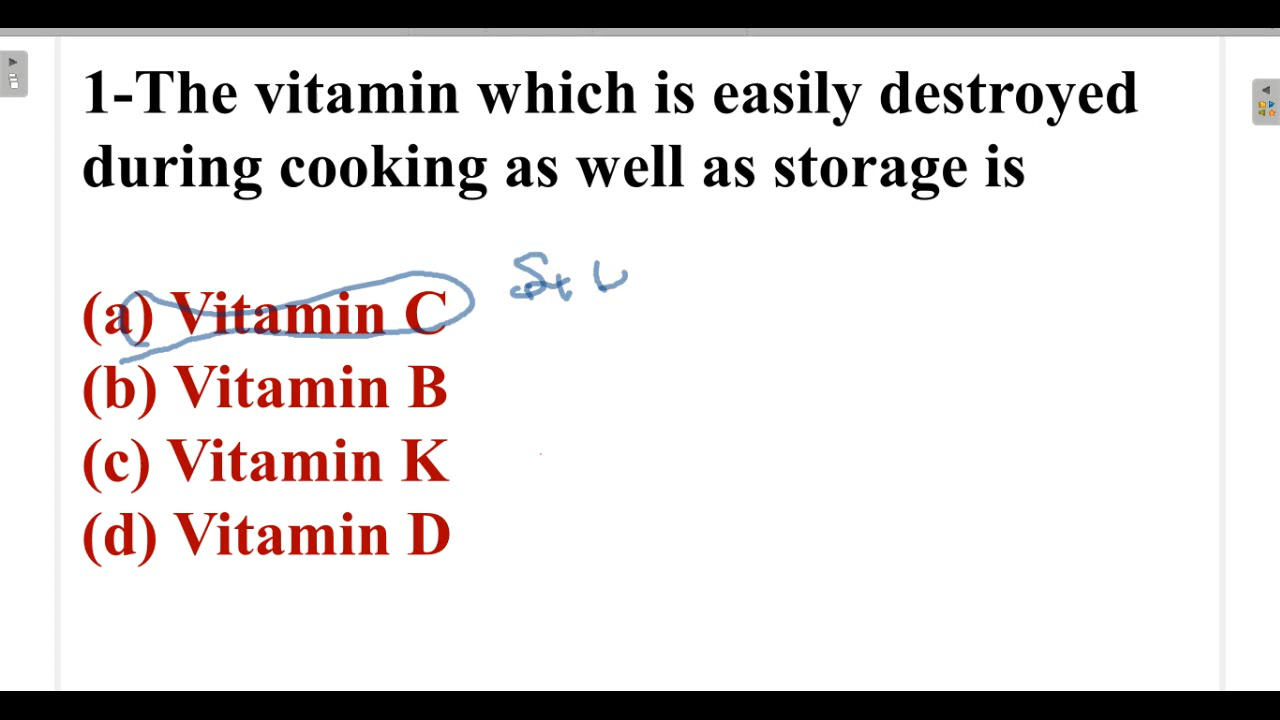 1-The vitamin which is easily destroyed
during cooking as well as storage is
(a) Vitamin C
(b) Vitamin B
(c) Vitamin K
(d) Vitamin D